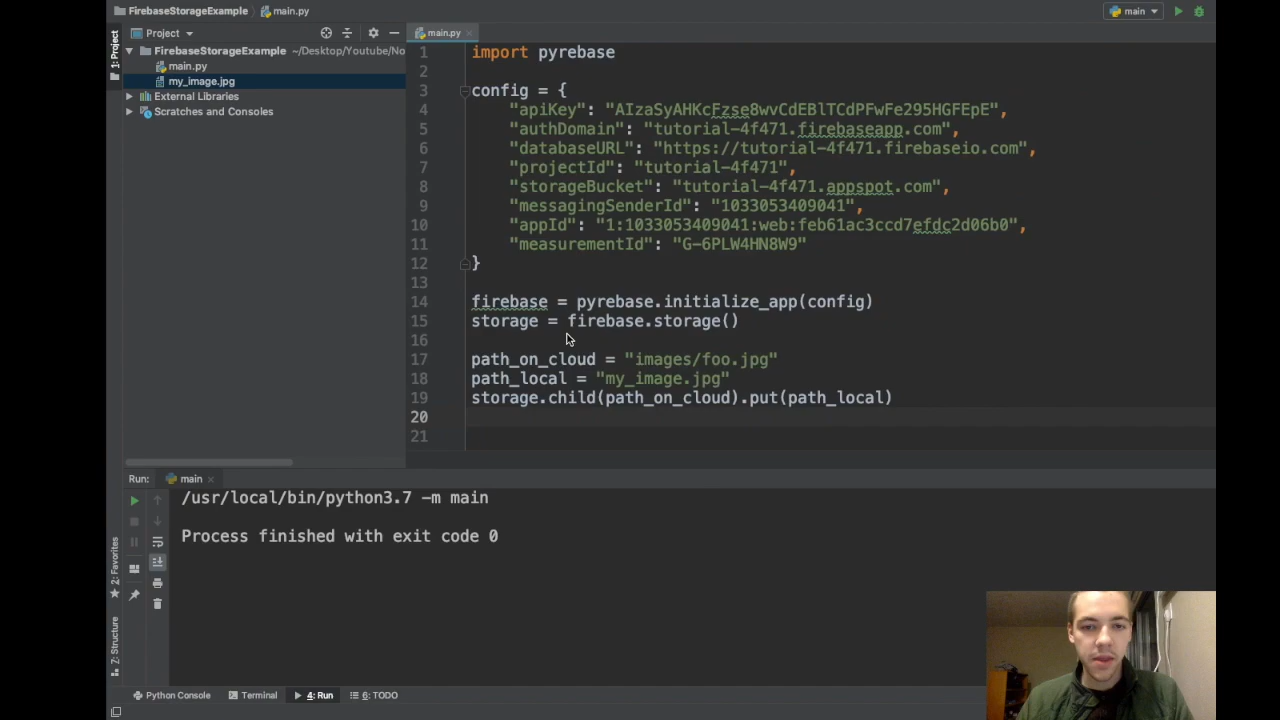 FirebaseStorageExample main.py
main
1: Project
Project
FirebaseStorageExample ~/Desktop/Youtube/No
main.py
my_image.jpg
External Libraries
Scratches and Consoles
main.py
1 import pyrebase
2
3 config = {
4 "apiKey": "AIzaSyAHKcFzse8wvCdEBlTCdPFwFe295HGFEpE",
5 "authDomain": "tutorial-4f471.firebaseapp.com",
6 "databaseURL": "https://tutorial-4f471.firebaseio.com",
7 "projectId": "tutorial-4f471",
8 "storageBucket": "tutorial-4f471.appspot.com",
9 "messagingSenderId": "1033053409041",
10 "appId": "1:1033053409041:web:feb61ac3ccd7efdc2d06b0",
11 "measurementId": "G-6PLW4HN8W9"
12 }
13
14 firebase = pyrebase.initialize_app(config)
15 storage = firebase.storage()
16
17 path_on_cloud = "images/foo.jpg"
18 path_local = "my_image.jpg"
19 storage.child(path_on_cloud).put(path_local)
20
21
Run: main
/usr/local/bin/python3.7 -m main
Process finished with exit code 0
2: Favorites
7: Structure
Python Console Terminal 4: Run 6: TODO